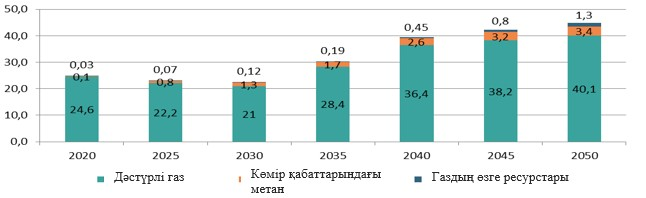 50,0
40,0
30,0
20,0
10,0
0,0
0,03 0,07 0,12 0,19 0,45 0,8 1,3
0,1 0,8 1,3 1,7 2,6 3,2 3,4
24,6 22,2 21 28,4 36,4 38,2 40,1
2020 2025 2030 2035 2040 2045 2050
Дәстүрлі газ Көмір қабаттарындағы Газдың өзге ресурстары
метан